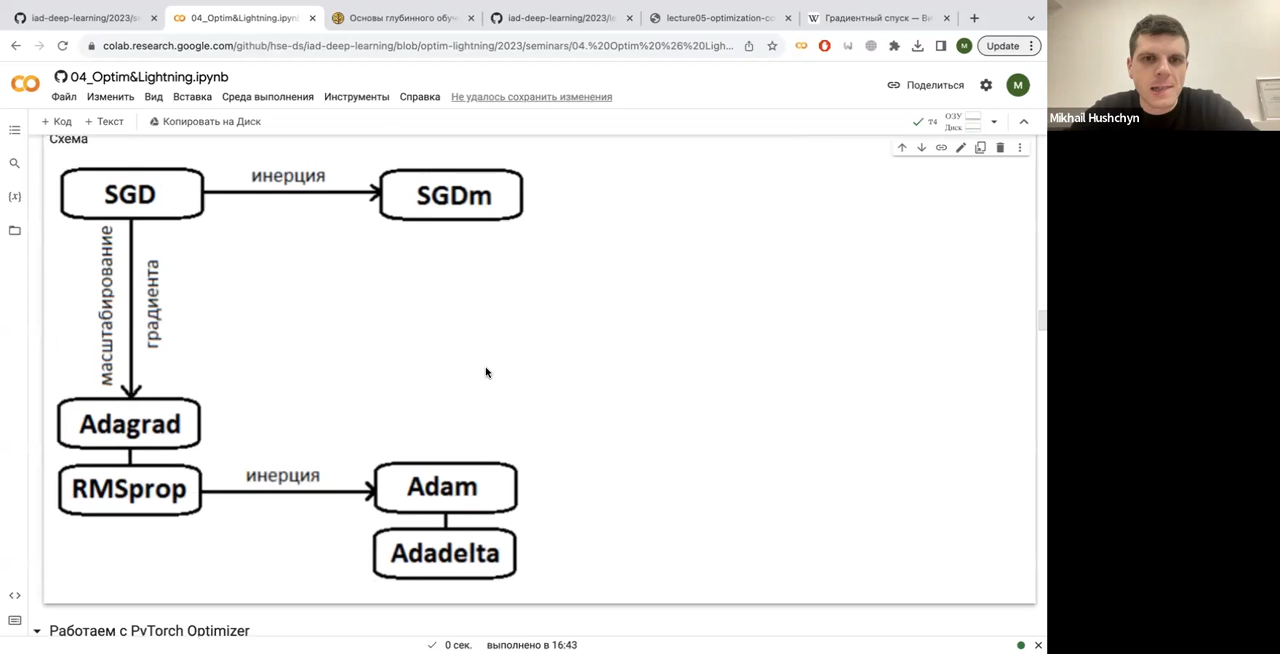 iad-deep-learning/2023/se
04_Optim&Lightning.ipynb
Основы глубинного обуч
iad-deep-learning/2023/le
lecture05-optimization-co
Градиентный спуск — Ви
colab.research.google.com/github/hse-ds/iad-deep-learning/blob/optim-lightning/2023/seminars/04.%20Optim%20%26%20Ligh...
M
Update
04_Optim&Lightning.ipynb
Файл Изменить Вид Вставка Среда выполнения Инструменты Справка Не удалось сохранить изменения
Поделиться
M
+ Код + Текст Копировать на Диск
T4
ОЗУ
Диск
Схема
SGD
инерция
SGDm
масштабирование
градиента
Adagrad
RMSprop
инерция
Adam
Adadelta
Работаем с PyTorch Optimizer
0 сек. выполнено в 16:43
Mikhail Hushchyn